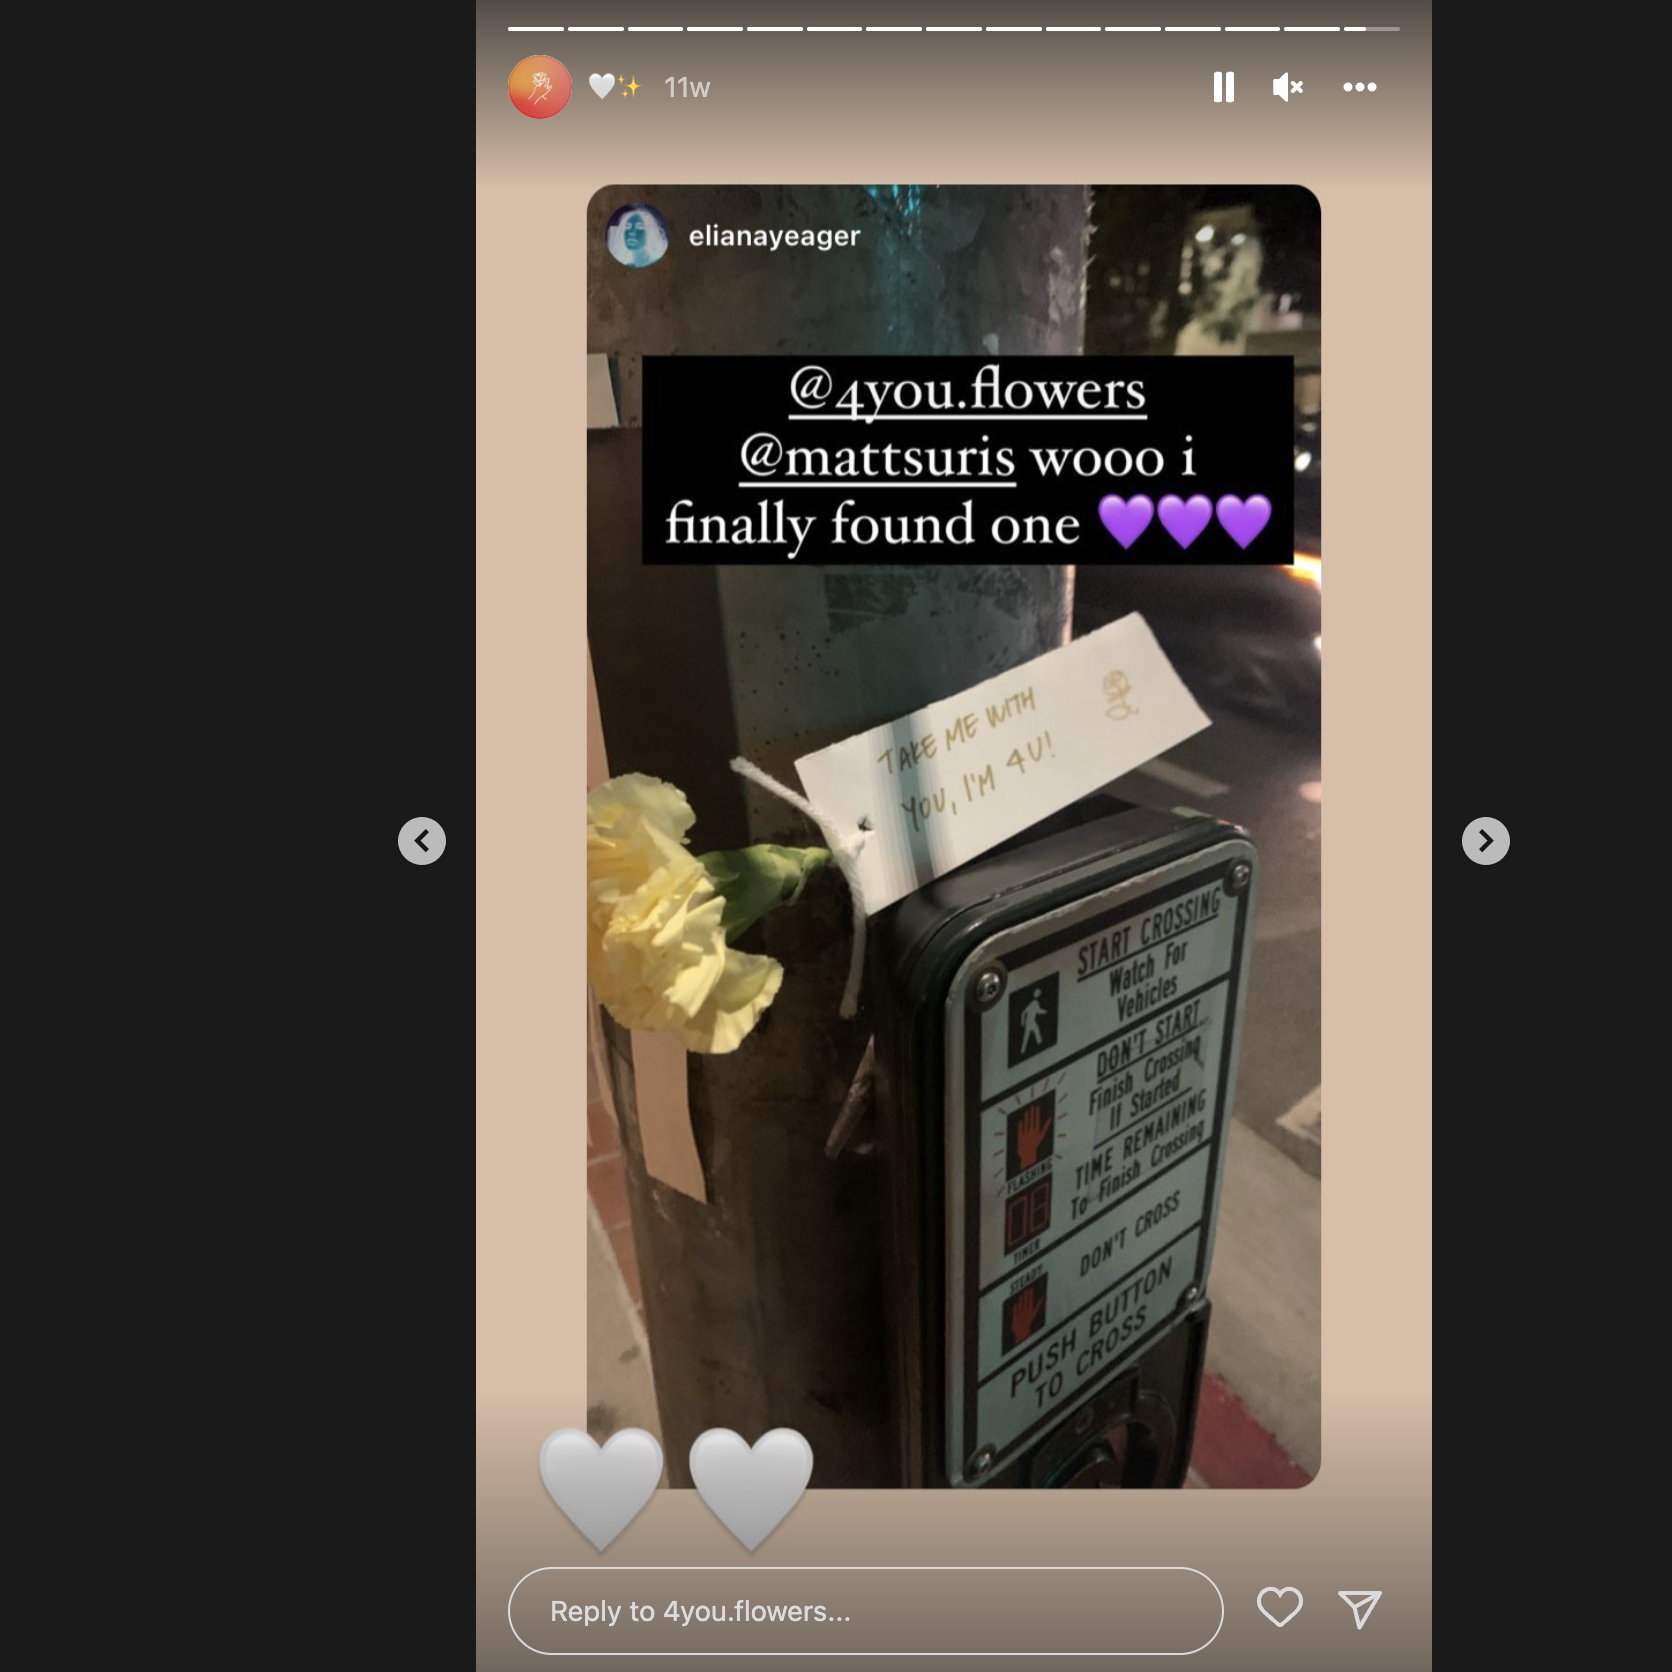 🤍✨ 11w
elianayeager
@4you.flowers
@mattsuris wooo i
finally found one 💜💜💜
TAKE ME WITH
YOU, I'M 4U!
START CROSSING
Watch For
Vehicles
DON'T START
Finish Crossing
If Started
FLASHING
TIME REMAINING
To Finish Crossing
06
TIMER
DON'T CROSS
STEADY
PUSH BUTTON
TO CROSS
🤍 🤍
Reply to 4you.flowers...